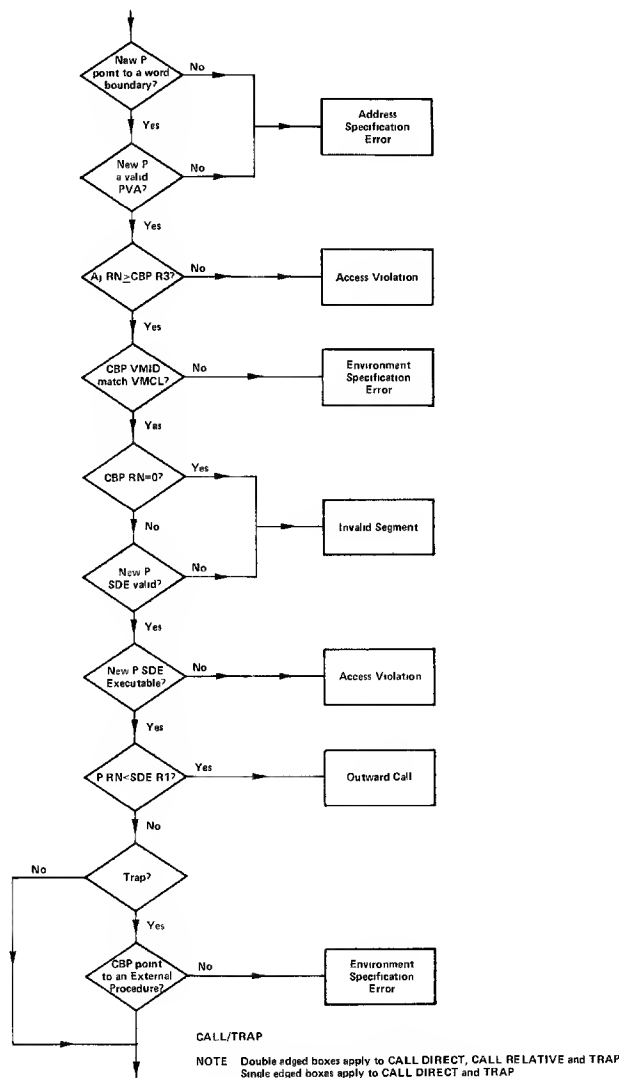 New P
point to a word
boundary?
No
Yes
Address
Specification
Error
New P
a valid
PVA?
No
Yes
Aj RN≥CBP R3?
No
Access Violation
Yes
CBP VMID
match VMCL?
No
Environment
Specification
Error
Yes
CBP RN=0?
Yes
No
Invalid Segment
New P
SDE valid?
No
Yes
New P SDE
Executable?
No
Access Violation
Yes
P RN<SDE R1?
Yes
Outward Call
No
No
Trap?
Yes
CBP point
to an External
Procedure?
No
Environment
Specification
Error
CALL/TRAP
NOTE Double edged boxes apply to CALL DIRECT, CALL RELATIVE and TRAP
Single edged boxes apply to CALL DIRECT and TRAP